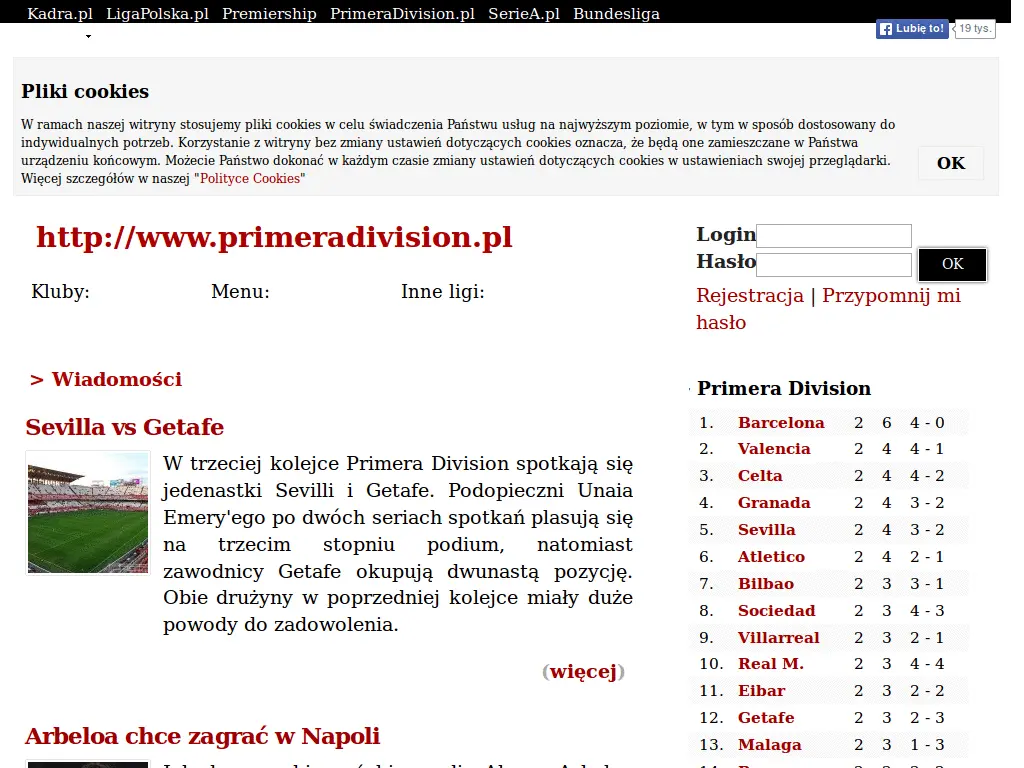 Kadra.pl LigaPolska.pl Premiership PrimeraDivision.pl SerieA.pl Bundesliga
Lubię to! 19 tys.
Pliki cookies
W ramach naszej witryny stosujemy pliki cookies w celu świadczenia Państwu usług na najwyższym poziomie, w tym w sposób dostosowany do
indywidualnych potrzeb. Korzystanie z witryny bez zmiany ustawień dotyczących cookies oznacza, że będą one zamieszczane w Państwa
urządzeniu końcowym. Możecie Państwo dokonać w każdym czasie zmiany ustawień dotyczących cookies w ustawieniach swojej przeglądarki.
Więcej szczegółów w naszej "Polityce Cookies"
OK
http://www.primeradivision.pl
Kluby: Menu: Inne ligi:
> Wiadomości
Sevilla vs Getafe
W trzeciej kolejce Primera Division spotkają się
jedenastki Sevilli i Getafe. Podopieczni Unaia
Emery'ego po dwóch seriach spotkań plasują się
na trzecim stopniu podium, natomiast
zawodnicy Getafe okupują dwunastą pozycję.
Obie drużyny w poprzedniej kolejce miały duże
powody do zadowolenia.
(więcej)
Arbeloa chce zagrać w Napoli
Login
Hasło OK
Rejestracja | Przypomnij mi
hasło
Primera Division
1. Barcelona 2 6 4 - 0
2. Valencia 2 4 4 - 1
3. Celta 2 4 4 - 2
4. Granada 2 4 3 - 2
5. Sevilla 2 4 3 - 2
6. Atletico 2 4 2 - 1
7. Bilbao 2 3 3 - 1
8. Sociedad 2 3 4 - 3
9. Villarreal 2 3 2 - 1
10. Real M. 2 3 4 - 4
11. Eibar 2 3 2 - 2
12. Getafe 2 3 2 - 3
13. Malaga 2 3 1 - 3